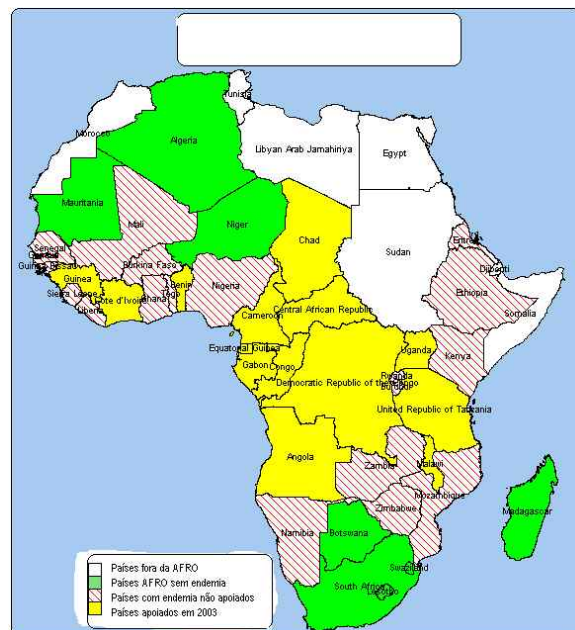 Tunisia
Morocco
Algeria
Libyan Arab Jamahiriya
Egypt
Mauritania
Mali
Niger
Chad
Sudan
Senegal
Eritrea
Guinea Bissau
Guinea
Burkina Faso
Djibouti
Sierra Leone
Cote d'Ivoire
Ghana
Togo
Benin
Nigeria
Ethiopia
Somalia
Liberia
Cameroon
Central African Republic
Equatorial Guinea
Uganda
Kenya
Gabon
Congo
Rwanda
Burundi
Democratic Republic of the Congo
United Republic of Tanzania
Angola
Zambia
Malawi
Mozambique
Zimbabwe
Madagascar
Namibia
Botswana
Swaziland
South Africa
Lesotho
Países fora da AFRO
Países AFRO sem endemia
Países com endemia não apoiados
Países apoiados em 2003